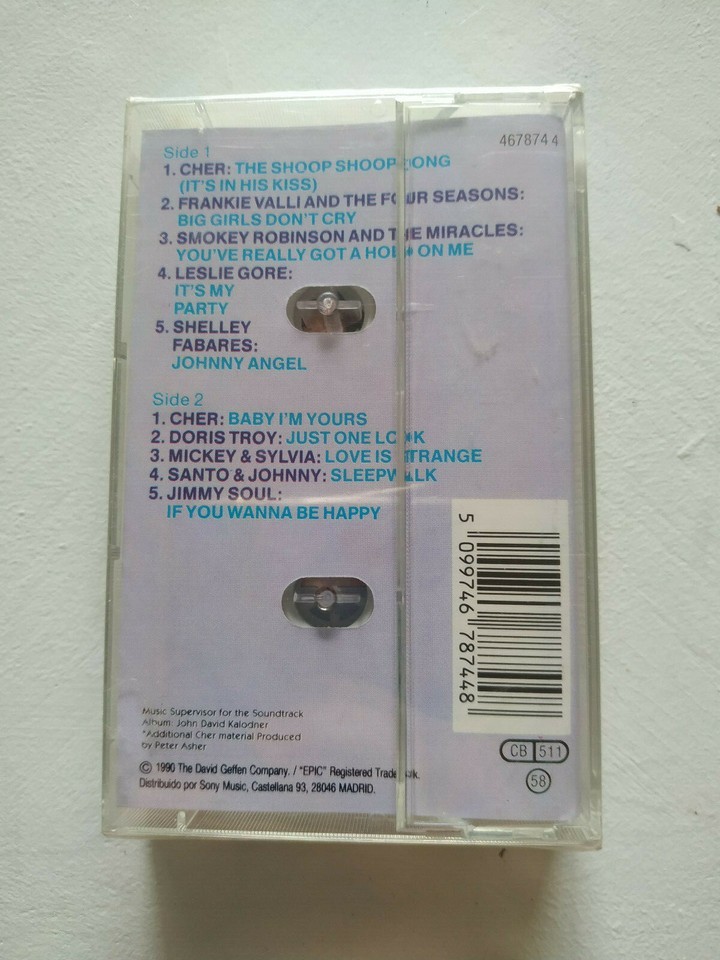 467874 4
Side 1
1. CHER: THE SHOOP SHOOP SONG
(IT'S IN HIS KISS)
2. FRANKIE VALLI AND THE FOUR SEASONS:
BIG GIRLS DON'T CRY
3. SMOKEY ROBINSON AND THE MIRACLES:
YOU'VE REALLY GOT A HOLD ON ME
4. LESLIE GORE:
IT'S MY
PARTY
5. SHELLEY
FABARES:
JOHNNY ANGEL
Side 2
1. CHER: BABY I'M YOURS
2. DORIS TROY: JUST ONE LOOK
3. MICKEY & SYLVIA: LOVE IS STRANGE
4. SANTO & JOHNNY: SLEEPWALK
5. JIMMY SOUL:
IF YOU WANNA BE HAPPY
5 099746 787448
Music Supervisor for the Soundtrack
Album: John David Kalodner
*Additional Cher material Produced
by Peter Asher
CB 511
58
© 1990 The David Geffen Company. / "EPIC" Registered Trade Mark.
Distribuido por Sony Music, Castellana 93, 28046 MADRID.